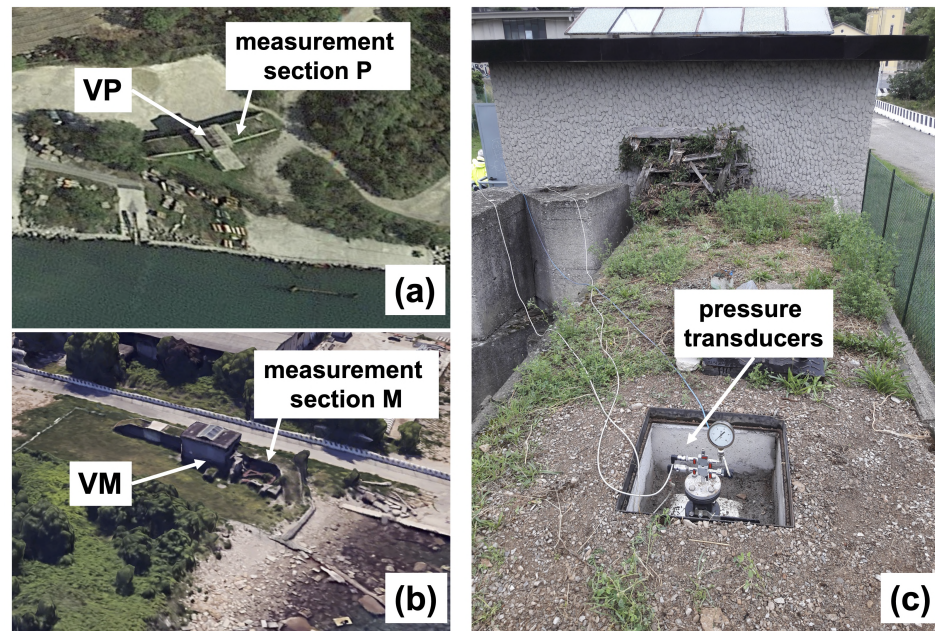 measurement
section P
VP
(a)
measurement
section M
VM
(b)
pressure
transducers
(c)